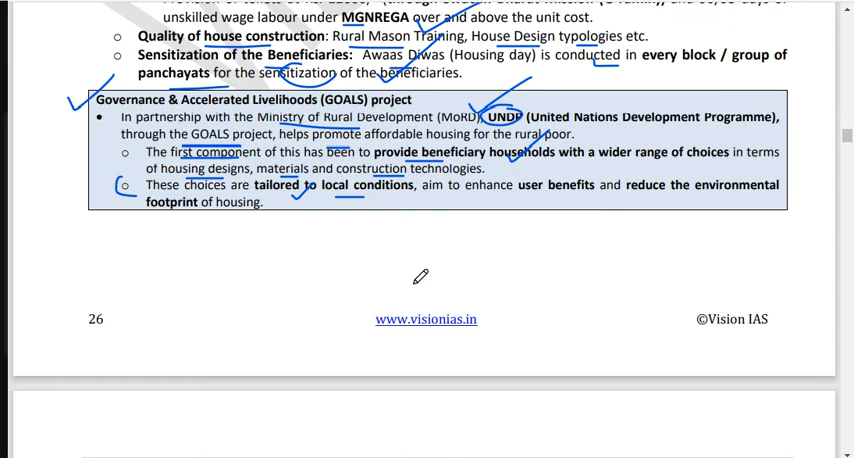 unskilled wage labour under MGNREGA over and above the unit cost.
o Quality of house construction: Rural Mason Training, House Design typologies etc.
o Sensitization of the Beneficiaries: Awaas Diwas (Housing day) is conducted in every block / group of
panchayats for the sensitization of the beneficiaries.
Governance & Accelerated Livelihoods (GOALS) project
• In partnership with the Ministry of Rural Development (MoRD), UNDP (United Nations Development Programme),
through the GOALS project, helps promote affordable housing for the rural poor.
o The first component of this has been to provide beneficiary households with a wider range of choices in terms
of housing designs, materials and construction technologies.
o These choices are tailored to local conditions, aim to enhance user benefits and reduce the environmental
footprint of housing.
26 www.visionias.in ©Vision IAS